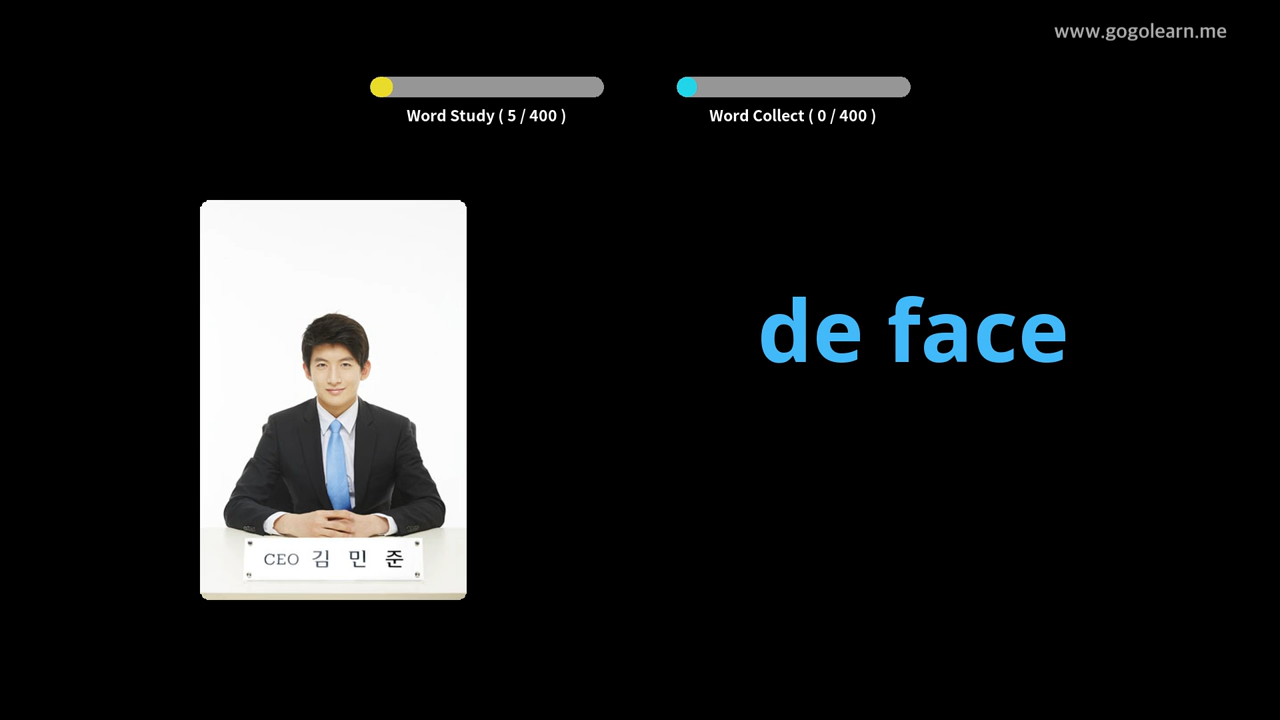 www.gogolearn.me
Word Study ( 5 / 400 )
Word Collect ( 0 / 400 )
de face
CEO 김 민 준